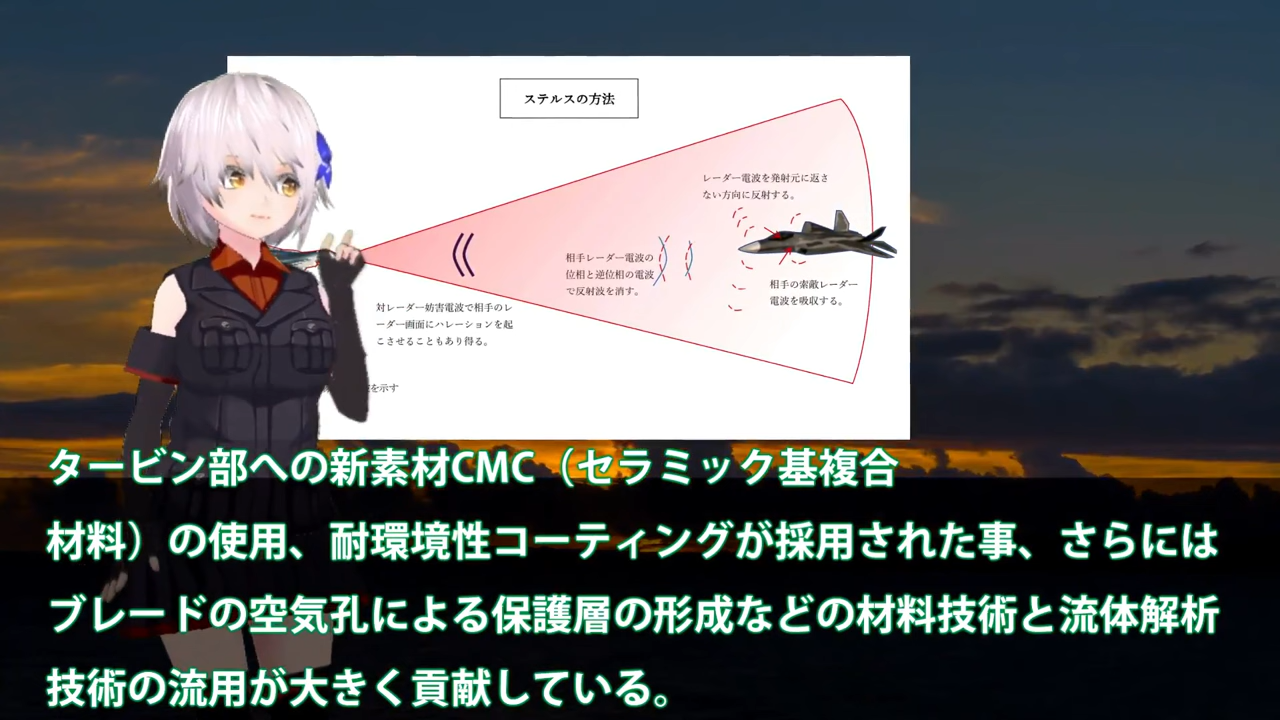 ステルスの方法
レーダー電波を発射元に返さ
ない方向に反射する。
相手レーダー電波の
位相と逆位相の電波
で反射波を消す。
相手の索敵レーダー
電波を吸収する。
対レーダー妨害電波で相手のレ
ーダー画面にハレーションを起
こさせることもあり得る。
を示す
タービン部への新素材CMC（セラミック基複合
材料）の使用、耐環境性コーティングが採用された事、さらには
ブレードの空気孔による保護層の形成などの材料技術と流体解析
技術の流用が大きく貢献している。